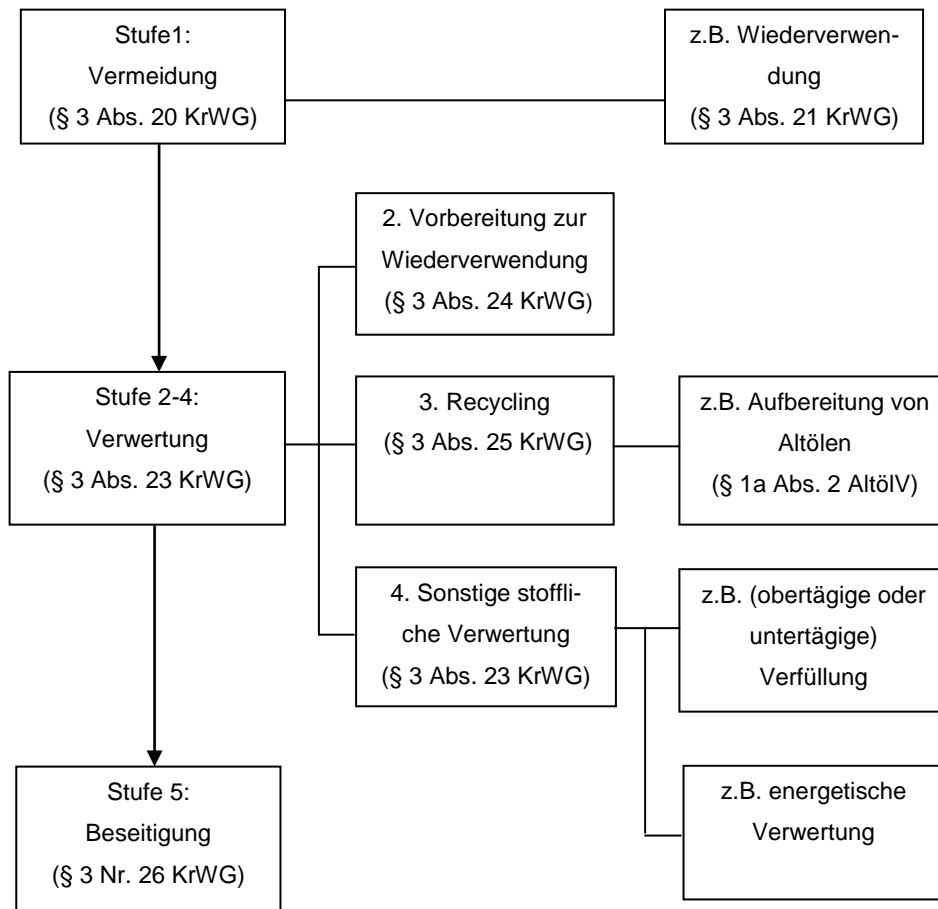 Stufe1:
Vermeidung
(§ 3 Abs. 20 KrWG)
z.B. Wiederverwen-
dung
(§ 3 Abs. 21 KrWG)
2. Vorbereitung zur
Wiederverwendung
(§ 3 Abs. 24 KrWG)
Stufe 2-4:
Verwertung
(§ 3 Abs. 23 KrWG)
3. Recycling
(§ 3 Abs. 25 KrWG)
z.B. Aufbereitung von
Altölen
(§ 1a Abs. 2 AltölV)
4. Sonstige stoffli-
che Verwertung
(§ 3 Abs. 23 KrWG)
z.B. (obertägige oder
untertägige)
Verfüllung
Stufe 5:
Beseitigung
(§ 3 Nr. 26 KrWG)
z.B. energetische
Verwertung